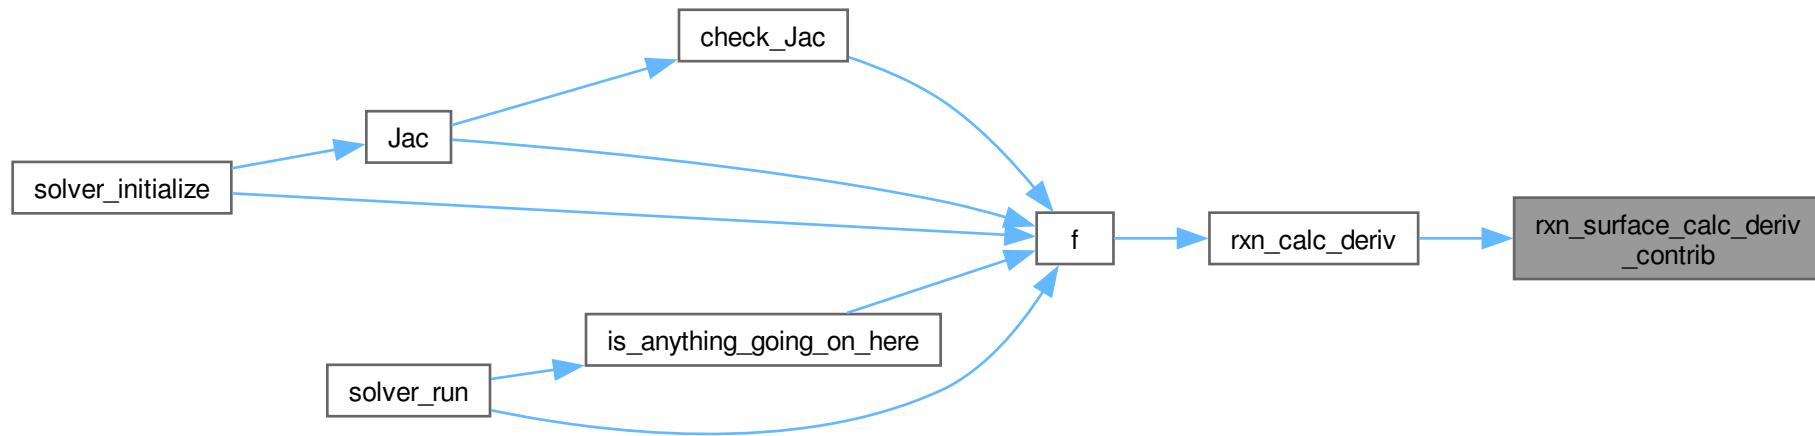 check_Jac
Jac
solver_initialize
rxn_surface_calc_deriv
_contrib
f
rxn_calc_deriv
is_anything_going_on_here
solver_run